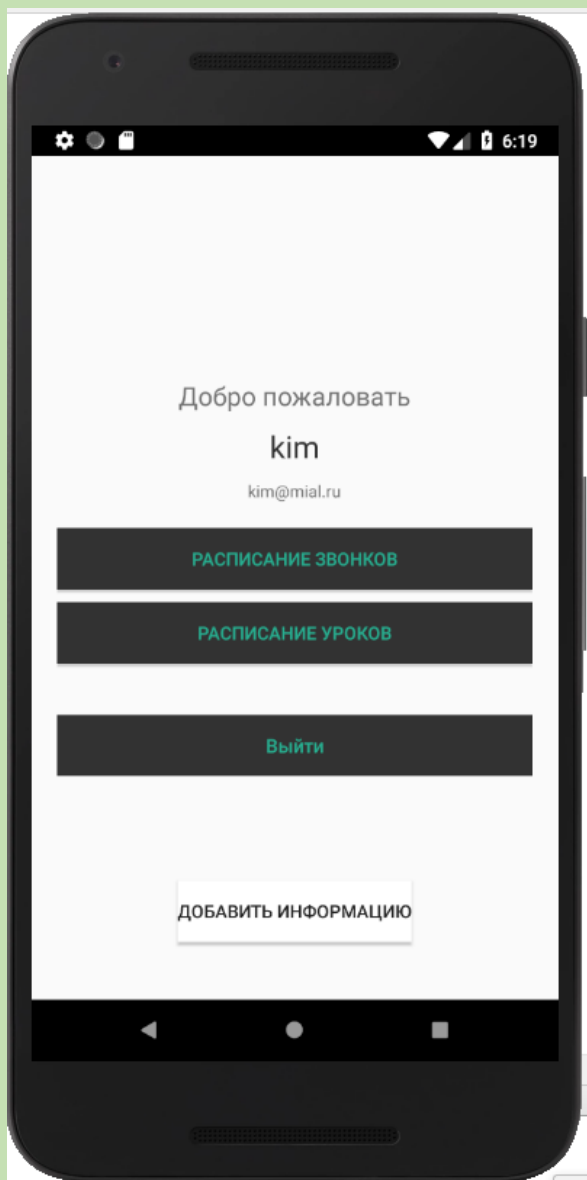 6:19
Добро пожаловать
kim
kim@mial.ru
РАСПИСАНИЕ ЗВОНКОВ
РАСПИСАНИЕ УРОКОВ
Выйти
ДОБАВИТЬ ИНФОРМАЦИЮ